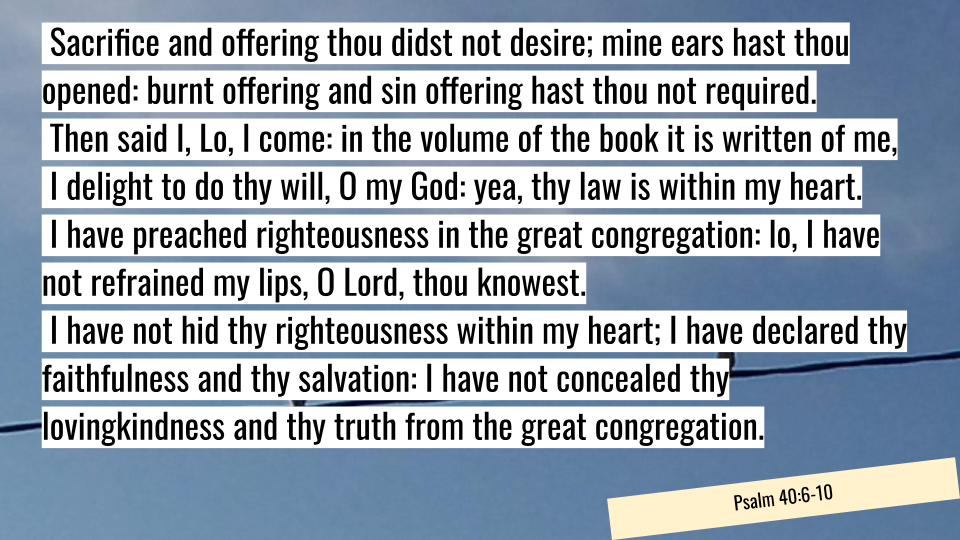 Sacrifice and offering thou didst not desire; mine ears hast thou
opened: burnt offering and sin offering hast thou not required.
Then said I, Lo, I come: in the volume of the book it is written of me,
I delight to do thy will, O my God: yea, thy law is within my heart.
I have preached righteousness in the great congregation: lo, I have
not refrained my lips, O Lord, thou knowest.
I have not hid thy righteousness within my heart; I have declared thy
faithfulness and thy salvation: I have not concealed thy
lovingkindness and thy truth from the great congregation.
Psalm 40:6-10